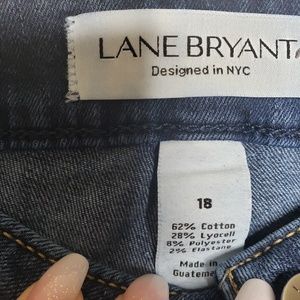 LANE BRYANT
Designed in NYC
18
62% Cotton
28% Lyocell
8% Polyester
2% Elastane
Made in